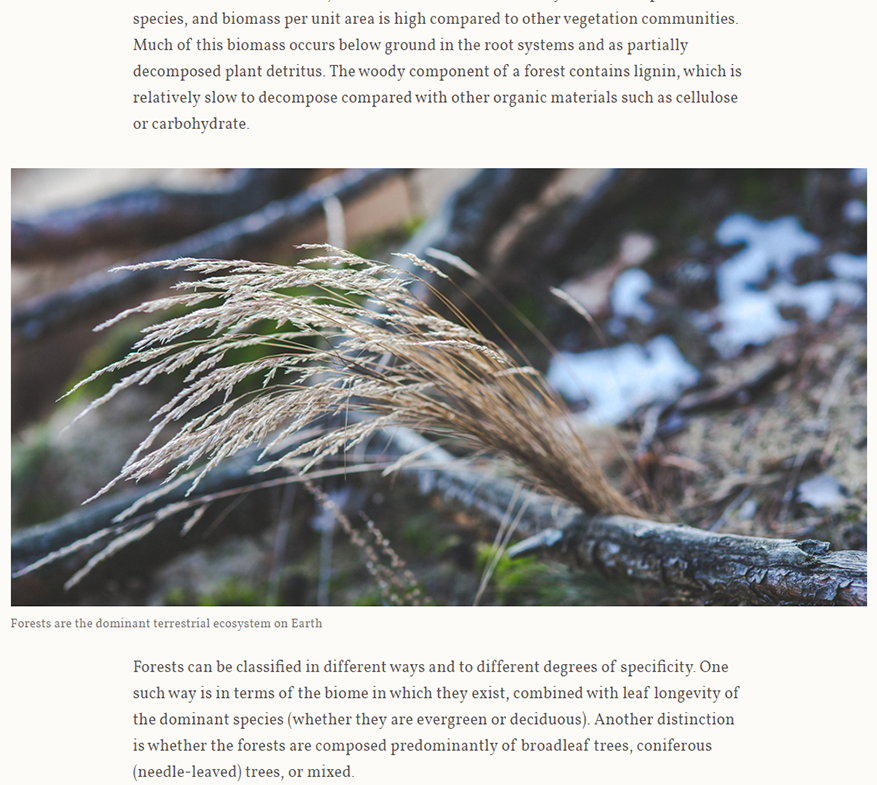 species, and biomass per unit area is high compared to other vegetation communities.
Much of this biomass occurs below ground in the root systems and as partially
decomposed plant detritus. The woody component of a forest contains lignin, which is
relatively slow to decompose compared with other organic materials such as cellulose
or carbohydrate.
Forests are the dominant terrestrial ecosystem on Earth
Forests can be classified in different ways and to different degrees of specificity. One
such way is in terms of the biome in which they exist, combined with leaf longevity of
the dominant species (whether they are evergreen or deciduous). Another distinction
is whether the forests are composed predominantly of broadleaf trees, coniferous
(needle-leaved) trees, or mixed.